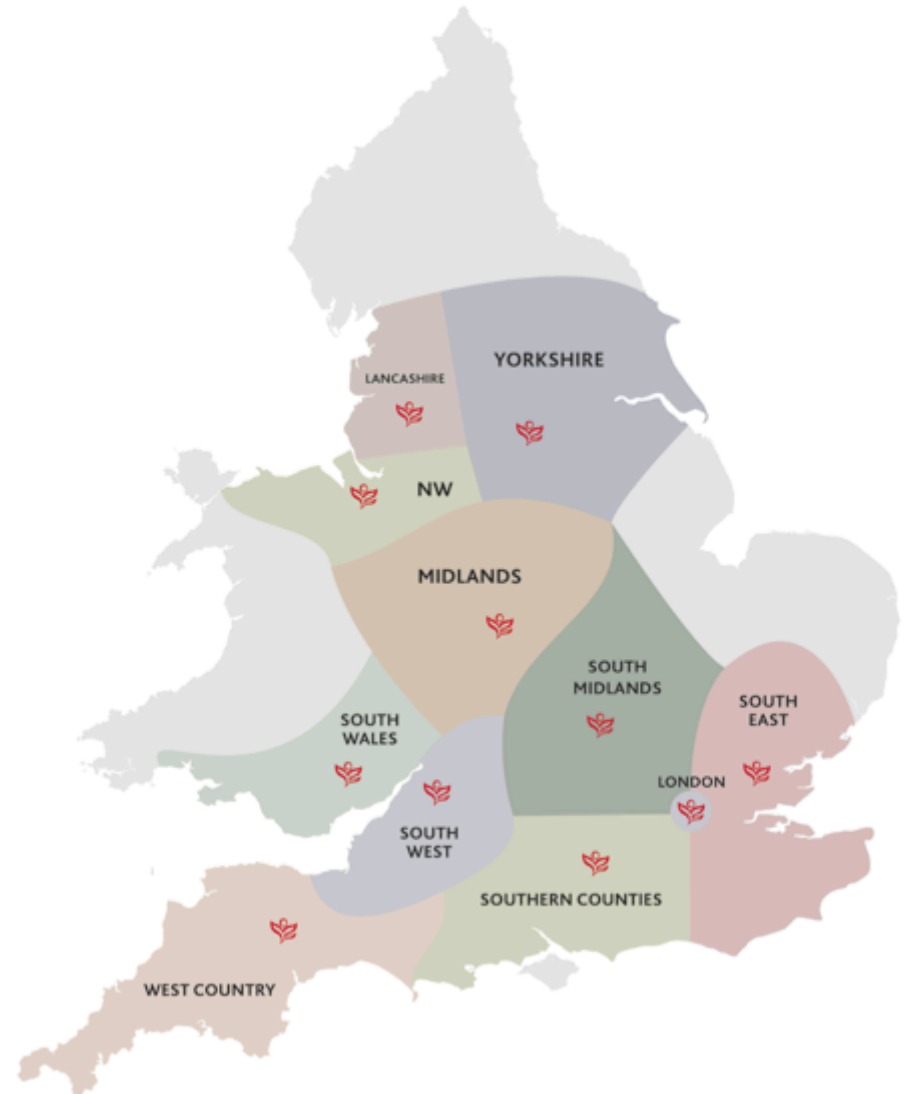 YORKSHIRE
LANCASHIRE
NW
MIDLANDS
SOUTH
MIDLANDS
SOUTH
EAST
SOUTH
WALES
LONDON
SOUTH
WEST
SOUTHERN COUNTIES
WEST COUNTRY